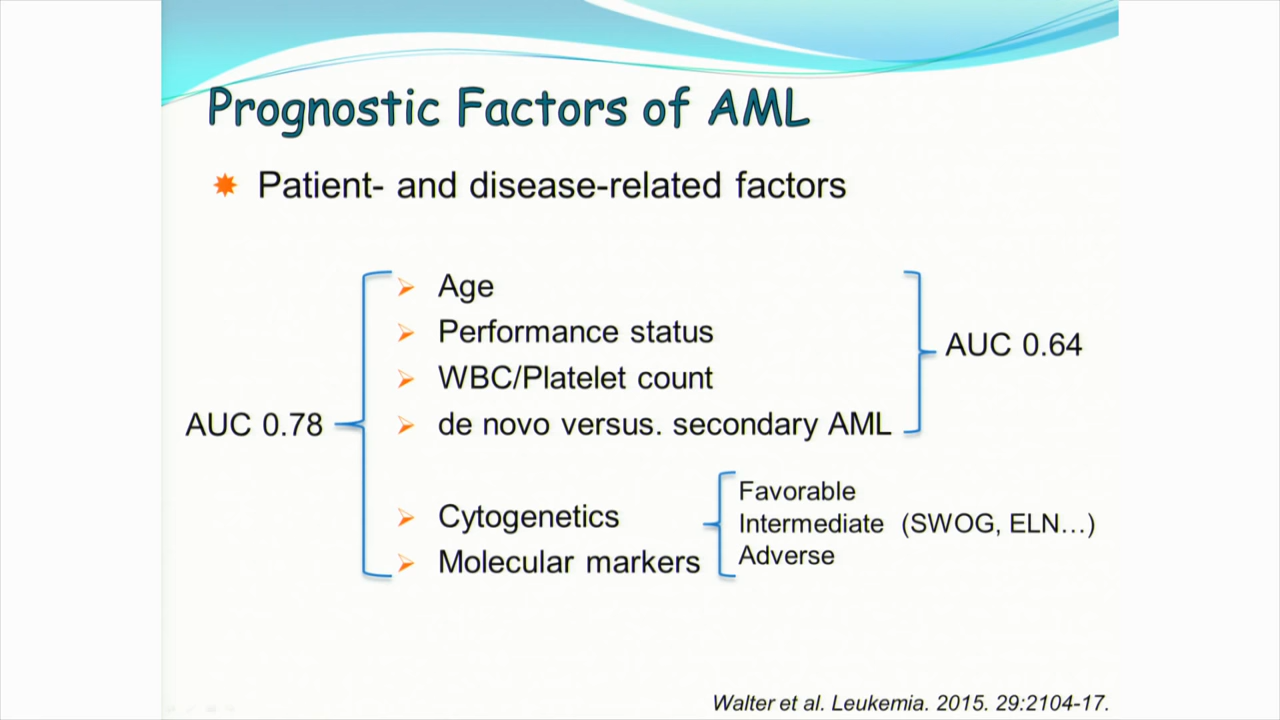 Prognostic Factors of AML
Patient- and disease-related factors
Age
Performance status
WBC/Platelet count
de novo versus. secondary AML
AUC 0.64
AUC 0.78
Cytogenetics
Molecular markers
Favorable
Intermediate (SWOG, ELN…)
Adverse
Walter et al. Leukemia. 2015. 29:2104-17.